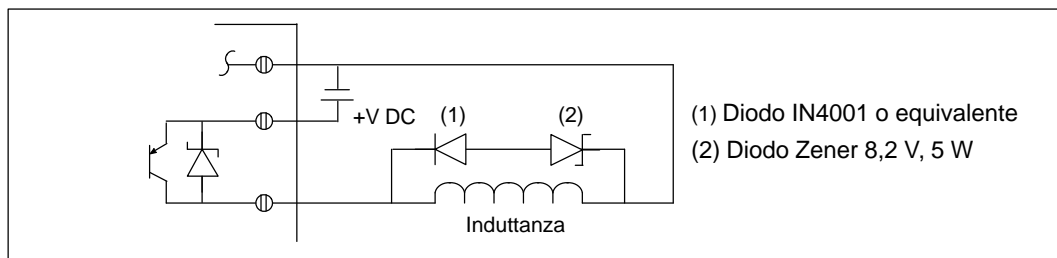 +V DC
(1)
(2)
(1) Diodo IN4001 o equivalente
(2) Diodo Zener 8,2 V, 5 W
Induttanza